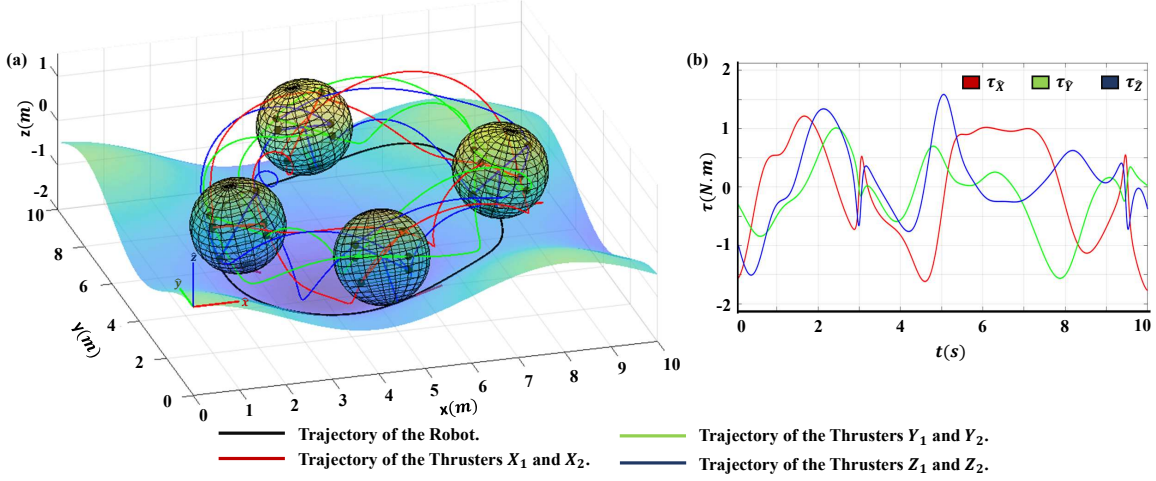 (a)
1
0
-1
-2
z(m)
10
8
6
4
2
0
y(m)
ẑ
ŷ
x̂
0
1
2
3
4
5
6
7
8
9
10
x(m)
(b)
τ_X̂ τ_Ŷ τ_Ẑ
2
1
0
-1
-2
τ(N.m)
0 2 4 6 8 10
t(s)
Trajectory of the Robot.
Trajectory of the Thrusters X₁ and X₂.
Trajectory of the Thrusters Y₁ and Y₂.
Trajectory of the Thrusters Z₁ and Z₂.